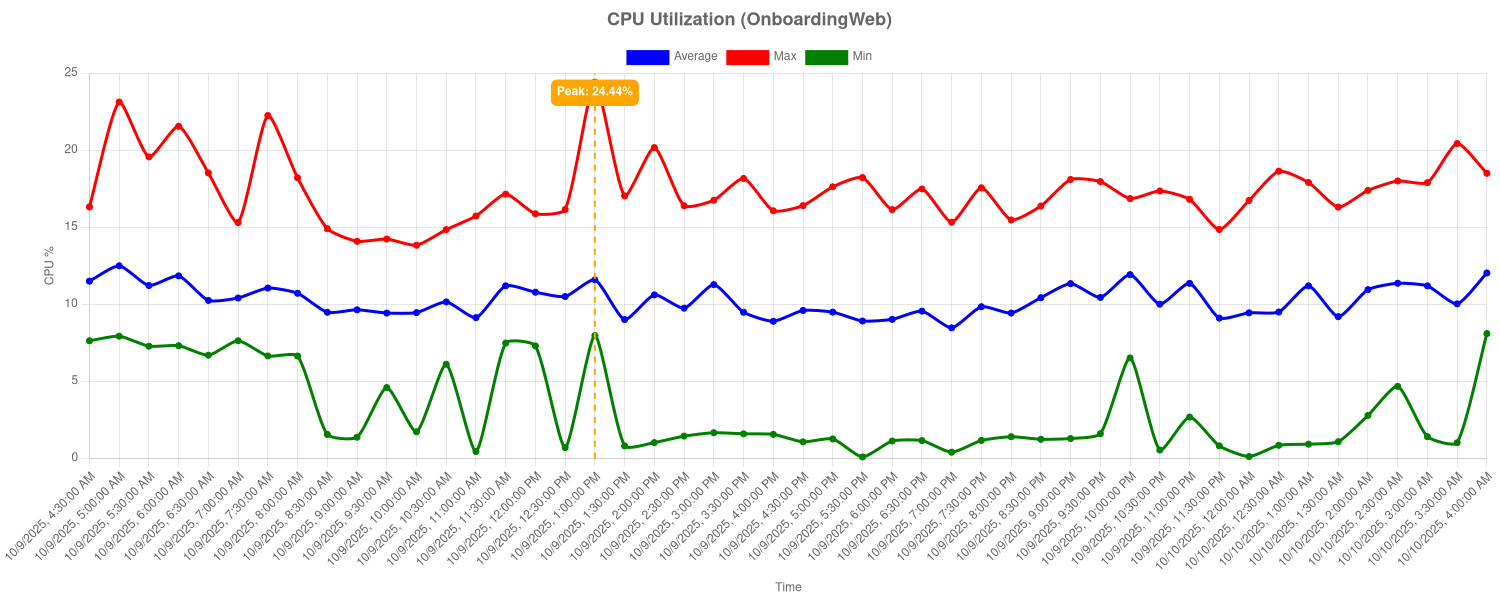 CPU Utilization (OnboardingWeb)
Average Max Min
25
Peak: 24.44%
20
15
10
5
0
CPU %
10/9/2025, 4:30:00 AM
10/9/2025, 5:00:00 AM
10/9/2025, 5:30:00 AM
10/9/2025, 6:00:00 AM
10/9/2025, 6:30:00 AM
10/9/2025, 7:00:00 AM
10/9/2025, 7:30:00 AM
10/9/2025, 8:00:00 AM
10/9/2025, 8:30:00 AM
10/9/2025, 9:00:00 AM
10/9/2025, 9:30:00 AM
10/9/2025, 10:00:00 AM
10/9/2025, 10:30:00 AM
10/9/2025, 11:00:00 AM
10/9/2025, 11:30:00 AM
10/9/2025, 12:00:00 PM
10/9/2025, 12:30:00 PM
10/9/2025, 1:00:00 PM
10/9/2025, 1:30:00 PM
10/9/2025, 2:00:00 PM
10/9/2025, 2:30:00 PM
10/9/2025, 3:00:00 PM
10/9/2025, 3:30:00 PM
10/9/2025, 4:00:00 PM
10/9/2025, 4:30:00 PM
10/9/2025, 5:00:00 PM
10/9/2025, 5:30:00 PM
10/9/2025, 6:00:00 PM
10/9/2025, 6:30:00 PM
10/9/2025, 7:00:00 PM
10/9/2025, 7:30:00 PM
10/9/2025, 8:00:00 PM
10/9/2025, 8:30:00 PM
10/9/2025, 9:00:00 PM
10/9/2025, 9:30:00 PM
10/9/2025, 10:00:00 PM
10/9/2025, 10:30:00 PM
10/9/2025, 11:00:00 PM
10/9/2025, 11:30:00 PM
10/10/2025, 12:00:00 AM
10/10/2025, 12:30:00 AM
10/10/2025, 1:00:00 AM
10/10/2025, 1:30:00 AM
10/10/2025, 2:00:00 AM
10/10/2025, 2:30:00 AM
10/10/2025, 3:00:00 AM
10/10/2025, 3:30:00 AM
10/10/2025, 4:00:00 AM
Time